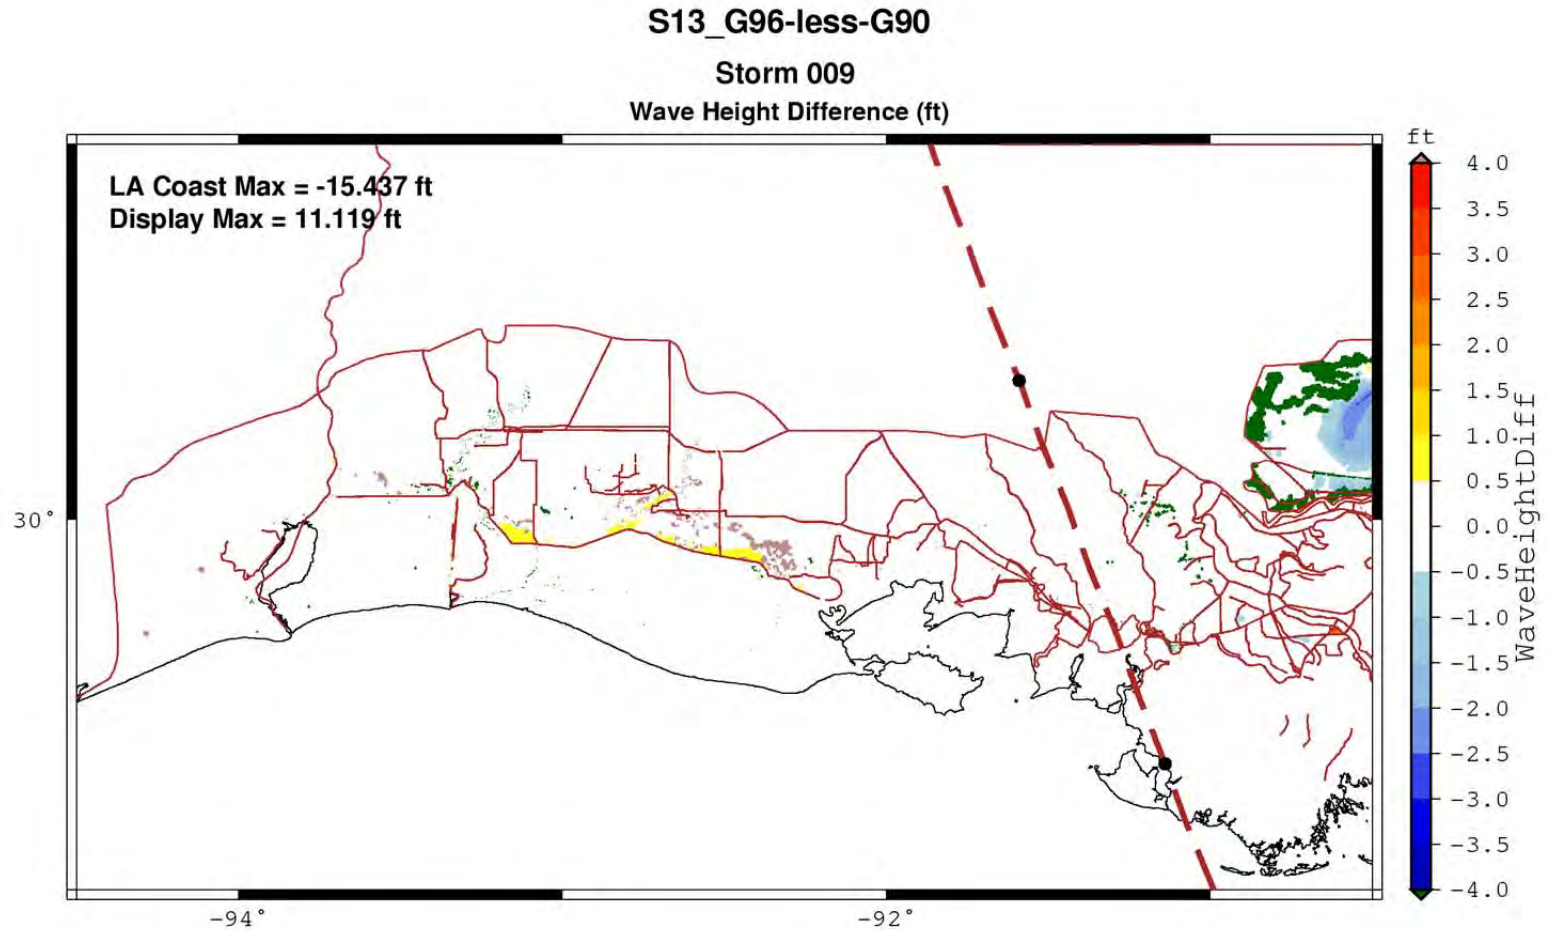 S13_G96-less-G90
Storm 009
Wave Height Difference (ft)
LA Coast Max = -15.437 ft
Display Max = 11.119 ft
ft
4.0
3.5
3.0
2.5
2.0
1.5
1.0
0.5
0.0
-0.5
-1.0
-1.5
-2.0
-2.5
-3.0
-3.5
-4.0
WaveHeightDiff
30°
-94°
-92°